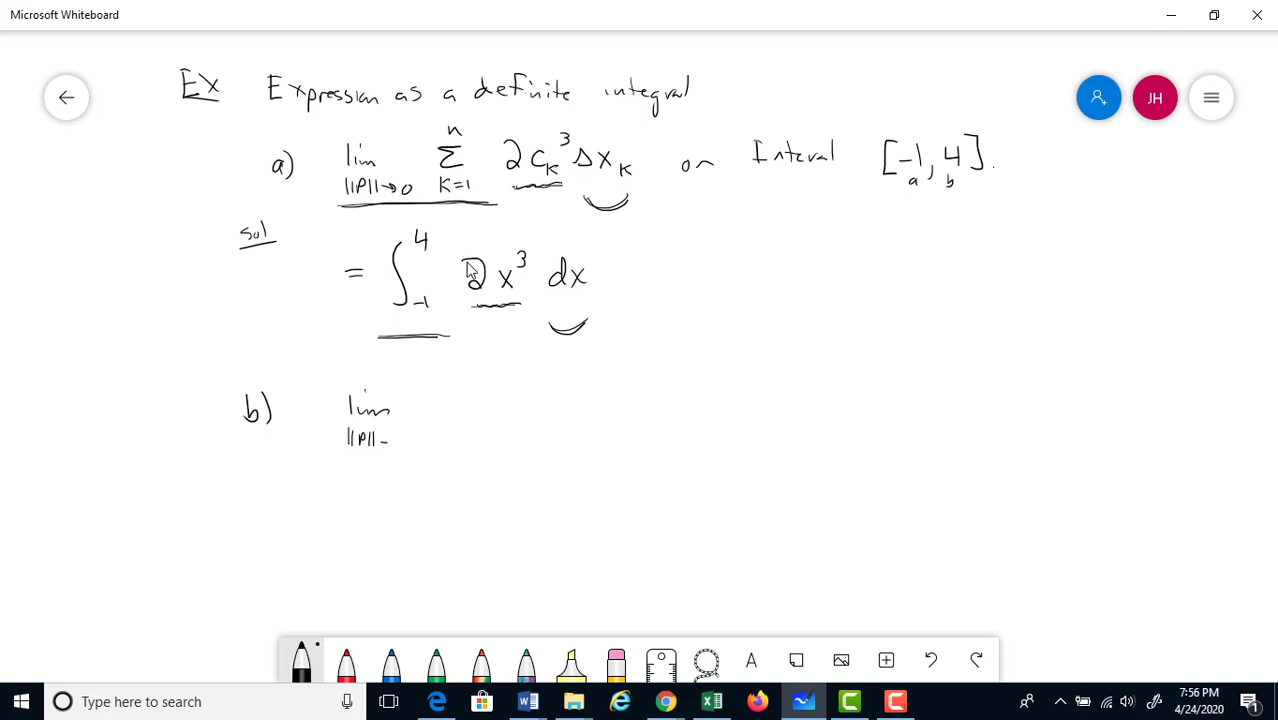 Microsoft Whiteboard
Ex Expression as a definite integral
a) lim ||P||→0 n Σ K=1 2 c_K^3 Δx_K on Interval [-1, 4].
a b
JH
sol
= ∫_{-1}^{4} 2 x^3 dx
b) lim
||P||-
A
Type here to search
7:56 PM
4/24/2020
1